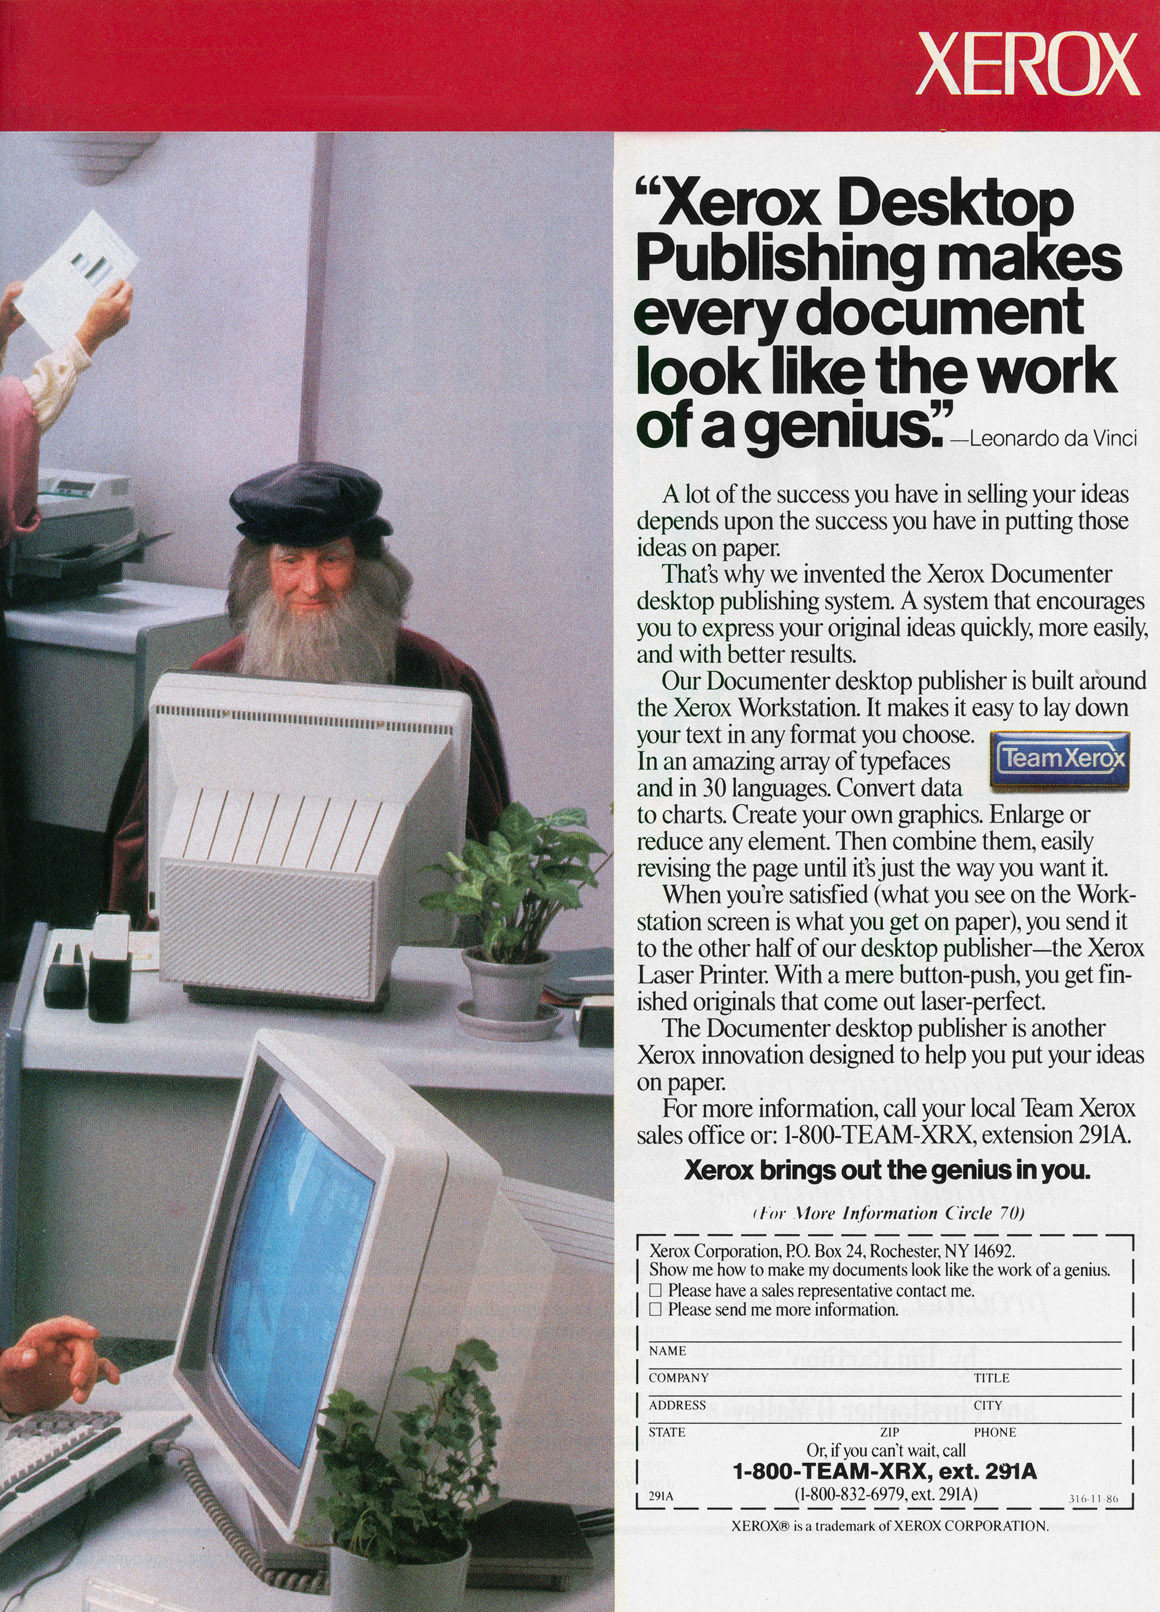 XEROX
“Xerox Desktop
Publishing makes
every document
look like the work
of a genius.” —Leonardo da Vinci
A lot of the success you have in selling your ideas
depends upon the success you have in putting those
ideas on paper.
That's why we invented the Xerox Documenter
desktop publishing system. A system that encourages
you to express your original ideas quickly, more easily,
and with better results.
Our Documenter desktop publisher is built around
the Xerox Workstation. It makes it easy to lay down
your text in any format you choose.
In an amazing array of typefaces
and in 30 languages. Convert data
Team Xerox
to charts. Create your own graphics. Enlarge or
reduce any element. Then combine them, easily
revising the page until it's just the way you want it.
When you're satisfied (what you see on the Work-
station screen is what you get on paper), you send it
to the other half of our desktop publisher—the Xerox
Laser Printer. With a mere button-push, you get fin-
ished originals that come out laser-perfect.
The Documenter desktop publisher is another
Xerox innovation designed to help you put your ideas
on paper.
For more information, call your local Team Xerox
sales office or: 1-800-TEAM-XRX, extension 291A.
Xerox brings out the genius in you.
(For More Information Circle 70)
Xerox Corporation, P.O. Box 24, Rochester, NY 14692.
Show me how to make my documents look like the work of a genius.
☐ Please have a sales representative contact me.
☐ Please send me more information.
NAME
COMPANY TITLE
ADDRESS CITY
STATE ZIP PHONE
Or, if you can't wait, call
1-800-TEAM-XRX, ext. 291A
291A (1-800-832-6979, ext. 291A) 316-11-86
XEROX® is a trademark of XEROX CORPORATION.